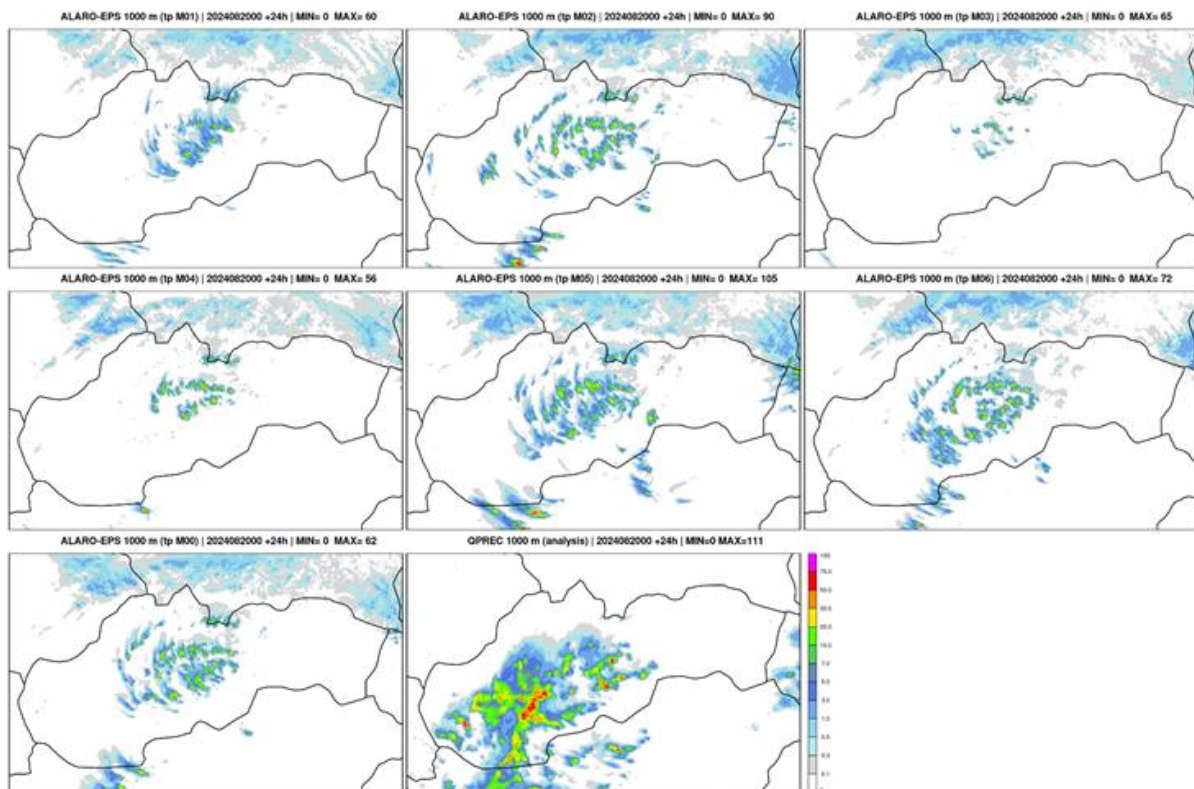 ALARO-EPS 1000 m (tp M01) | 2024082000 +24h | MIN= 0 MAX= 60
ALARO-EPS 1000 m (tp M02) | 2024082000 +24h | MIN= 0 MAX= 90
ALARO-EPS 1000 m (tp M03) | 2024082000 +24h | MIN= 0 MAX= 65
ALARO-EPS 1000 m (tp M04) | 2024082000 +24h | MIN= 0 MAX= 56
ALARO-EPS 1000 m (tp M05) | 2024082000 +24h | MIN= 0 MAX= 105
ALARO-EPS 1000 m (tp M06) | 2024082000 +24h | MIN= 0 MAX= 72
ALARO-EPS 1000 m (tp M00) | 2024082000 +24h | MIN= 0 MAX= 62
QPREC 1000 m (analysis) | 2024082000 +24h | MIN=0 MAX=111